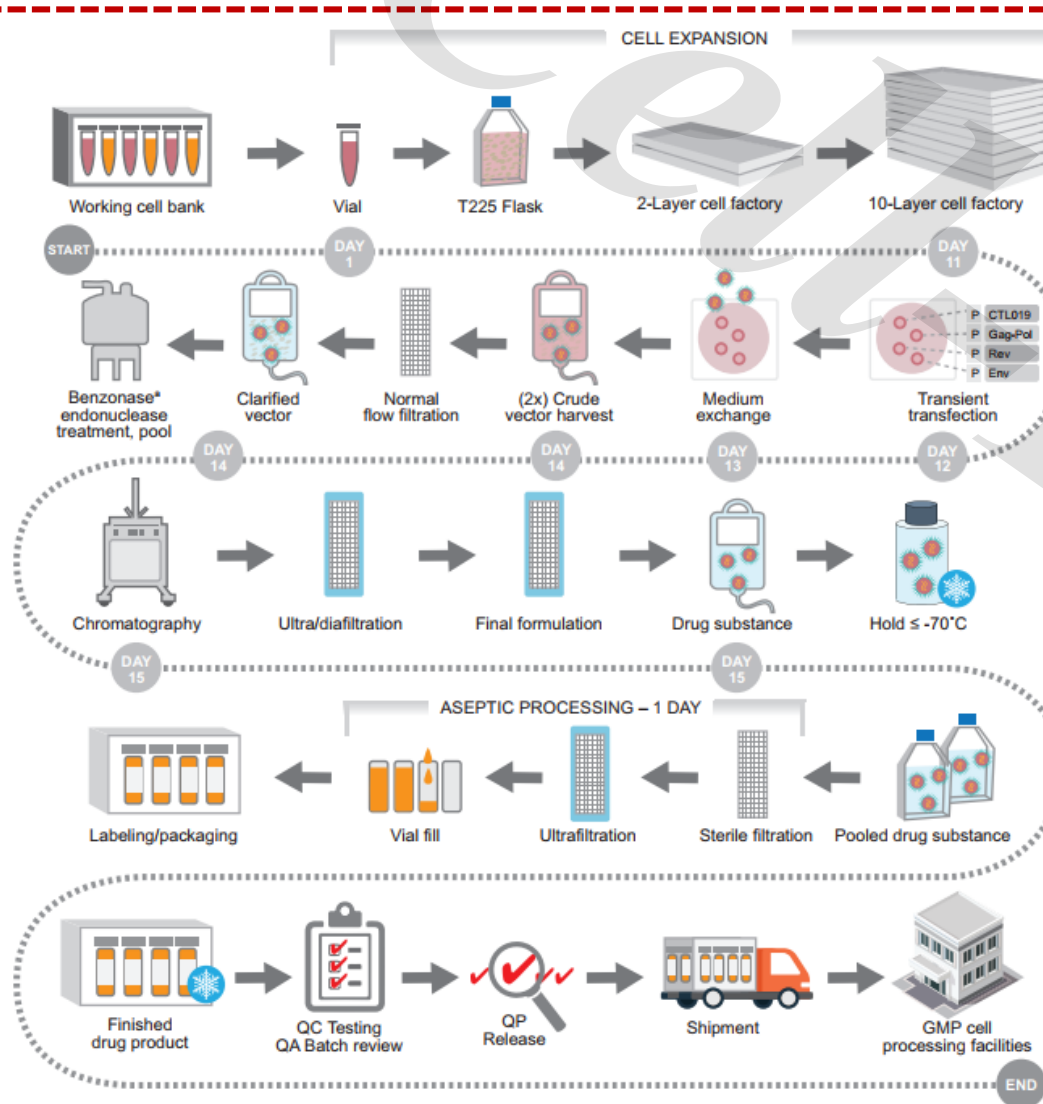 CELL EXPANSION
Working cell bank
Vial
T225 Flask
2-Layer cell factory
10-Layer cell factory
START
DAY
1
DAY
11
P CTL019
P Gag-Pol
P Rev
P Env
Benzonase®
endonuclease
treatment, pool
Clarified
vector
Normal
flow filtration
(2x) Crude
vector harvest
Medium
exchange
Transient
transfection
DAY
14
DAY
14
DAY
13
DAY
12
Chromatography
Ultra/diafiltration
Final formulation
Drug substance
Hold ≤ -70°C
DAY
15
DAY
15
ASEPTIC PROCESSING – 1 DAY
Labeling/packaging
Vial fill
Ultrafiltration
Sterile filtration
Pooled drug substance
Finished
drug product
QC Testing
QA Batch review
QP
Release
Shipment
GMP cell
processing facilities
END